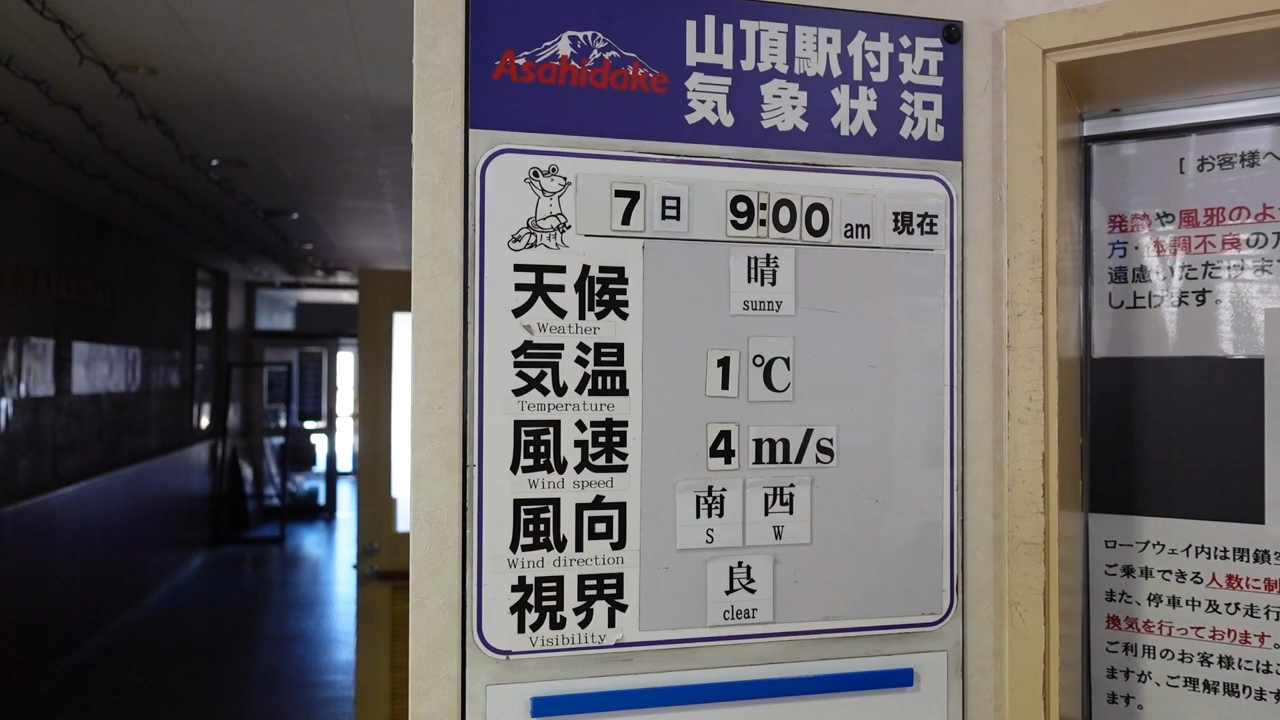 Asahidake
山頂駅付近
気象状況
7 日 9:00 am 現在
天候 晴
Weather sunny
気温 1 ℃
Temperature
風速 4 m/s
Wind speed
風向 南 西
Wind direction S W
視界 良
Visibility clear
[ お客様へ
発熱や風邪のよ
方・体調不良の
遠慮いただけま
し上げます。
ロープウェイ内は閉鎖
ご乗車できる人数に制
また、停車中及び走行
換気を行っております。
ご利用のお客様には
ますが、ご理解賜ります
ます。